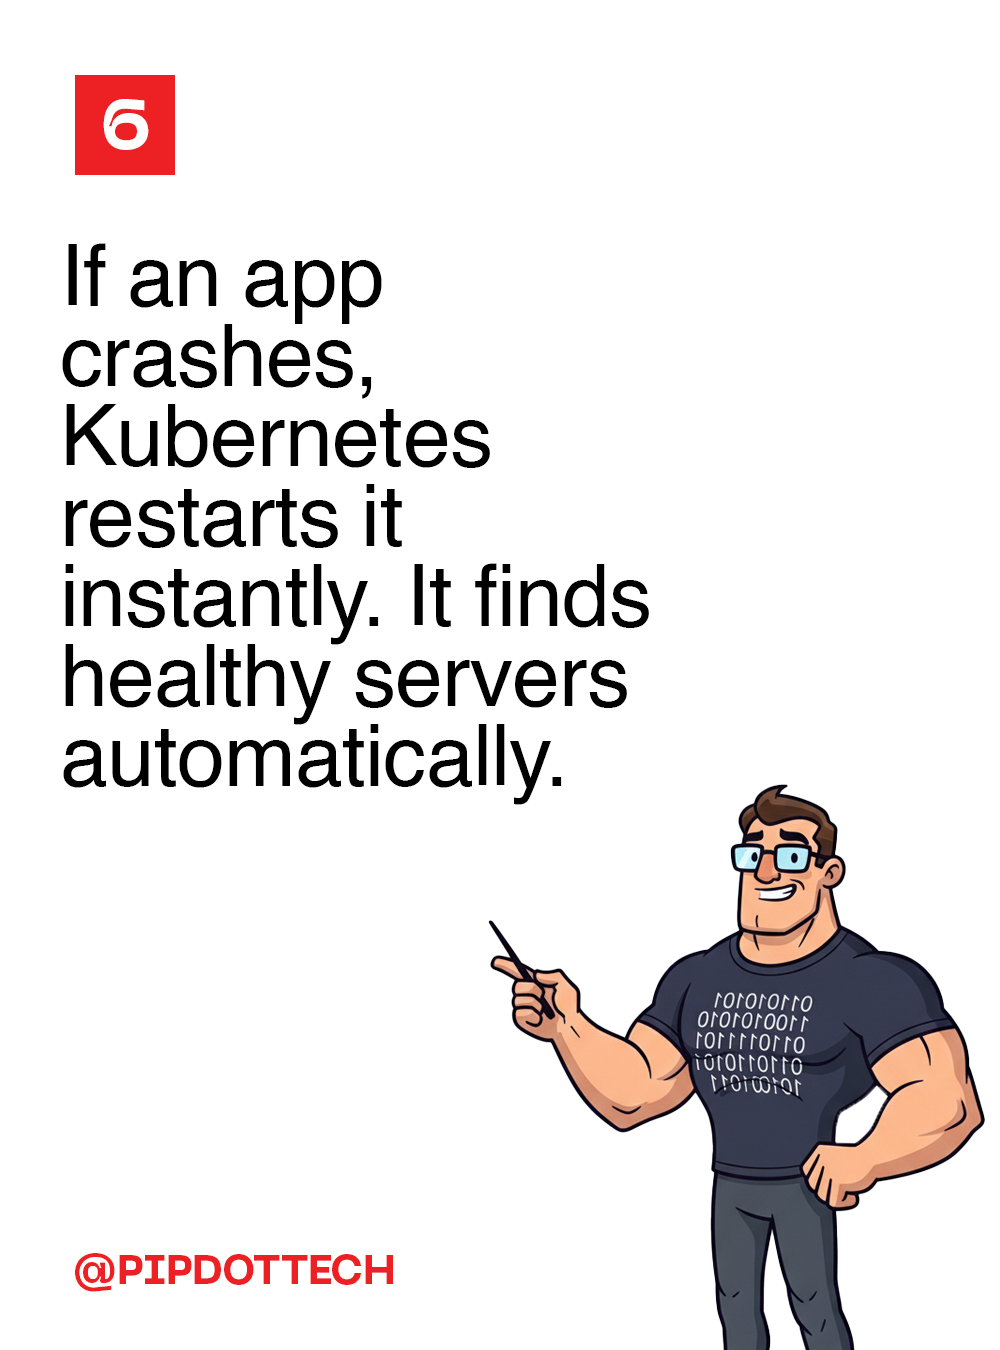 6
If an app
crashes,
Kubernetes
restarts it
instantly. It finds
healthy servers
automatically.
@PIPDOTTECH